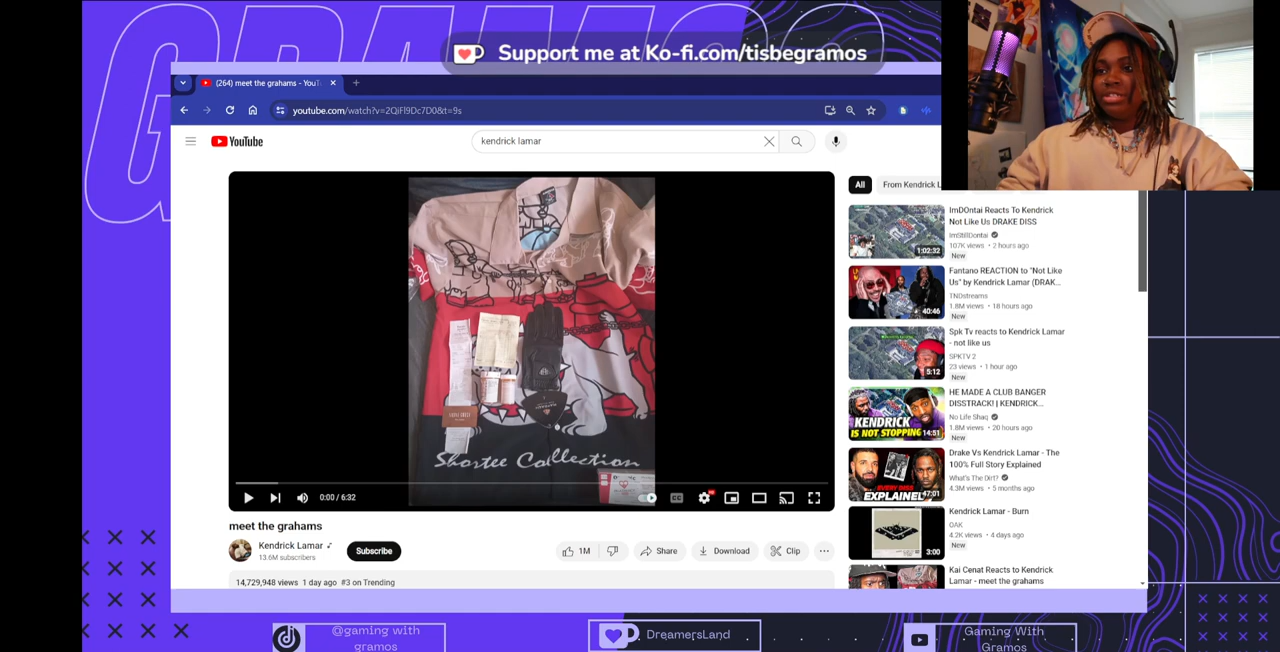 GRAMOS
Support me at Ko-fi.com/tisbegramos
(264) meet the grahams - YouT
youtube.com/watch?v=2QiFl9Dc7D0&t=9s
YouTube
kendrick lamar
All
From Kendrick L
Shortee Collection
0:00 / 6:32
CC
meet the grahams
Kendrick Lamar
13.6M subscribers
Subscribe
1M
Share
Download
Clip
14,729,948 views 1 day ago #3 on Trending
ImDOntai Reacts To Kendrick
Not Like Us DRAKE DISS
ImStillDontai
107K views • 2 hours ago
New
1:02:32
Fantano REACTION to "Not Like
Us" by Kendrick Lamar (DRAK...
TNDstreams
1.8M views • 18 hours ago
New
40:46
Spk Tv reacts to Kendrick Lamar
- not like us
SPKTV 2
23 views • 1 hour ago
New
5:12
HE MADE A CLUB BANGER
DISSTRACK! | KENDRICK...
No Life Shaq
1.8M views • 20 hours ago
New
KENDRICK
IS NOT STOPPING
14:51
Drake Vs Kendrick Lamar - The
100% Full Story Explained
What's The Dirt?
4.3M views • 5 months ago
EXPLAINED
47:01
Kendrick Lamar - Burn
OAK
4.2K views • 4 days ago
New
3:00
Kai Cenat Reacts to Kendrick
Lamar - meet the grahams
@gaming with
gramos
DreamersLand
Gaming With
Gramos